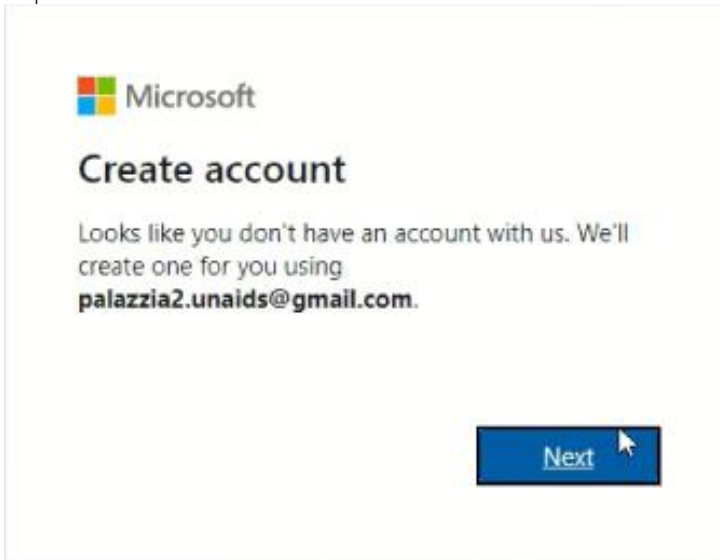 Microsoft
Create account
Looks like you don't have an account with us. We'll
create one for you using
palazzia2.unaids@gmail.com.
Next